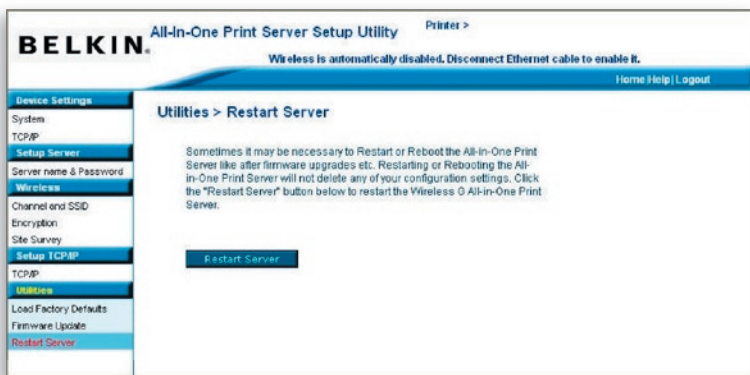 BELKIN.
All-In-One Print Server Setup Utility
Printer >
Wireless is automatically disabled. Disconnect Ethernet cable to enable it.
Home|Help| Logout
Device Settings
System
TCP/IP
Setup Server
Server name & Password
Wireless
Channel and SSID
Encryption
Site Survey
Setup TCP/IP
TCP/IP
Utilities
Load Factory Defaults
Firmware Update
Restart Server
Utilities > Restart Server
Sometimes it may be necessary to Restart or Reboot the All-in-One Print
Server like after firmware upgrades etc. Restarting or Rebooting the All-
in-One Print Server will not delete any of your configuration settings. Click
the "Restart Server" button below to restart the Wireless G All-in-One Print
Server.
Restart Server